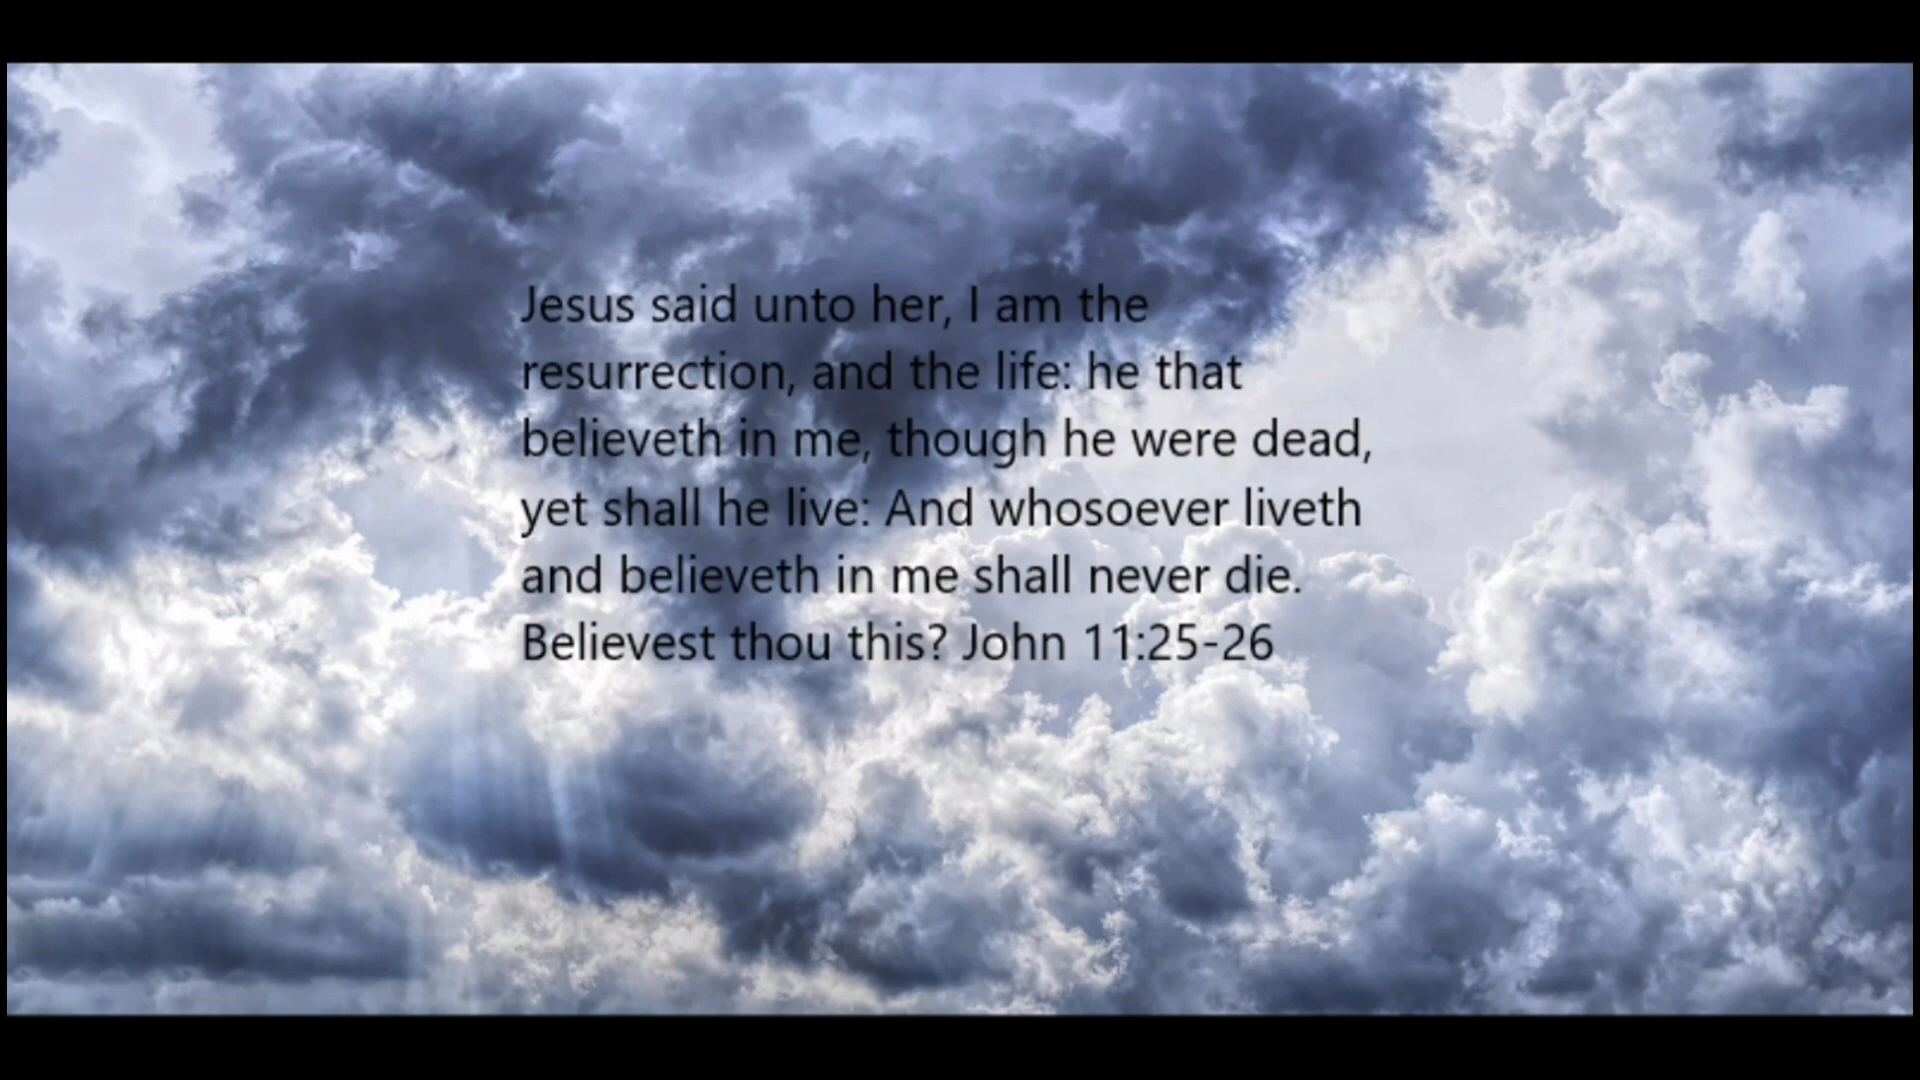 Jesus said unto her, I am the
resurrection, and the life: he that
believeth in me, though he were dead,
yet shall he live: And whosoever liveth
and believeth in me shall never die.
Believest thou this? John 11:25-26